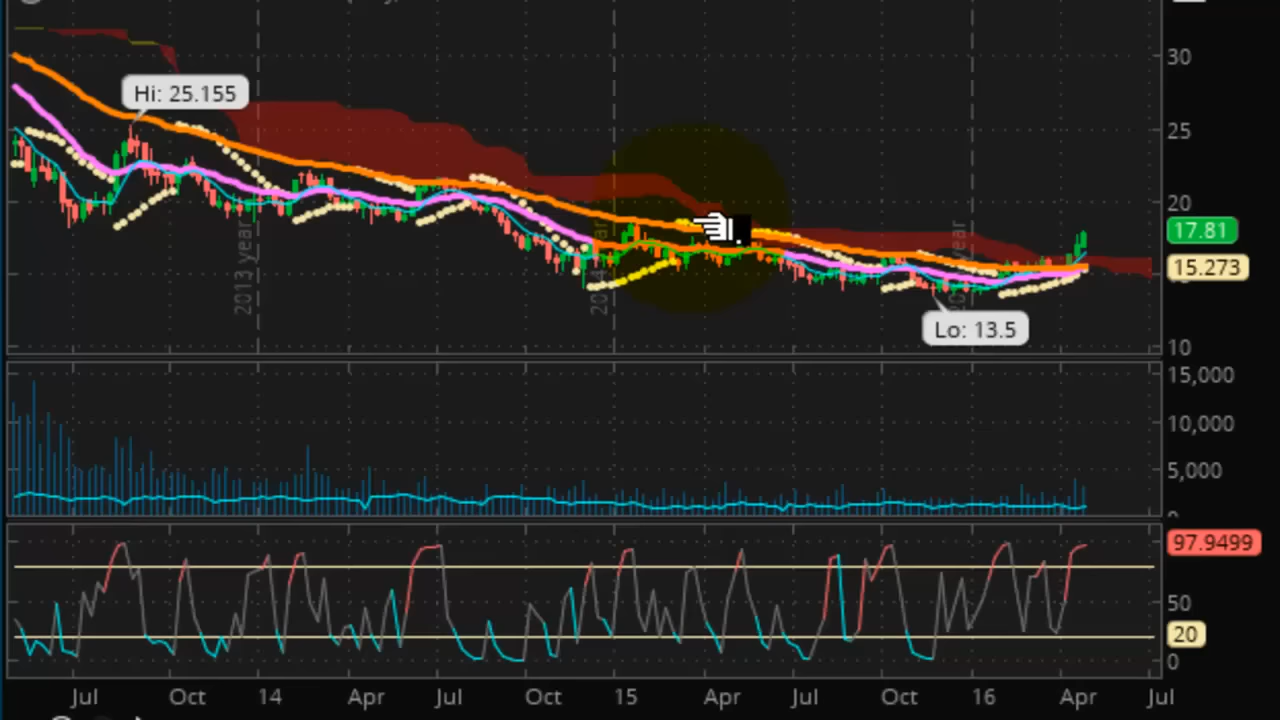 30
Hi: 25.155
25
20
17.81
15.273
2013 year
year
Lo: 13.5
10
15,000
10,000
5,000
97.9499
50
20
0
Jul
Oct
14
Apr
Jul
Oct
15
Apr
Jul
Oct
16
Apr
Jul